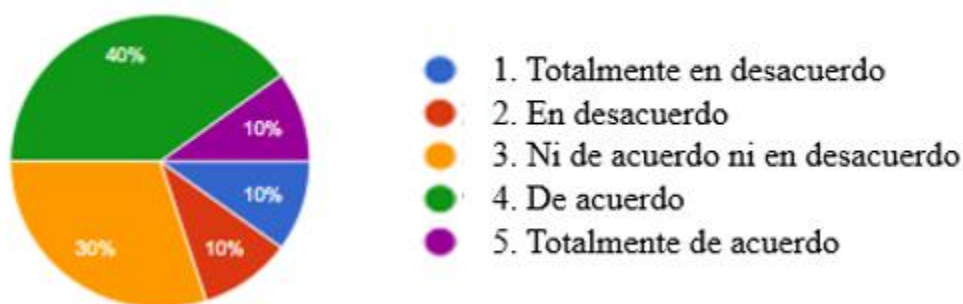 40%
10%
10%
10%
30%
1. Totalmente en desacuerdo
2. En desacuerdo
3. Ni de acuerdo ni en desacuerdo
4. De acuerdo
5. Totalmente de acuerdo